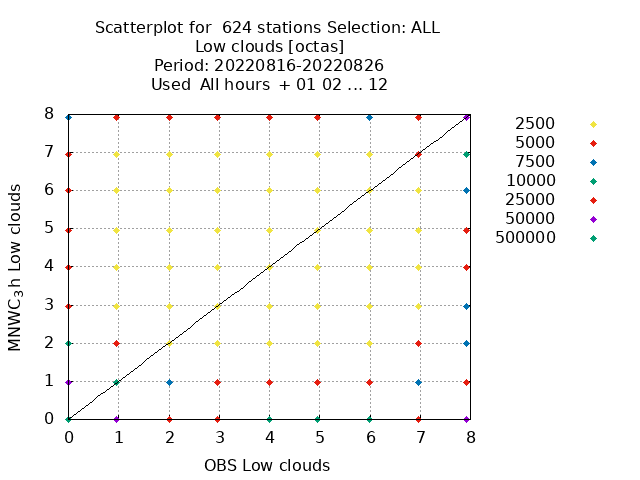 Scatterplot for  624 stations Selection: ALL
Low clouds [octas]
Period: 20220816-20220826
Used  All hours  + 01 02 ... 12
8
7
6
5
4
3
2
1
0
0 1 2 3 4 5 6 7 8
MNWC_3h Low clouds
OBS Low clouds
2500
5000
7500
10000
25000
50000
500000